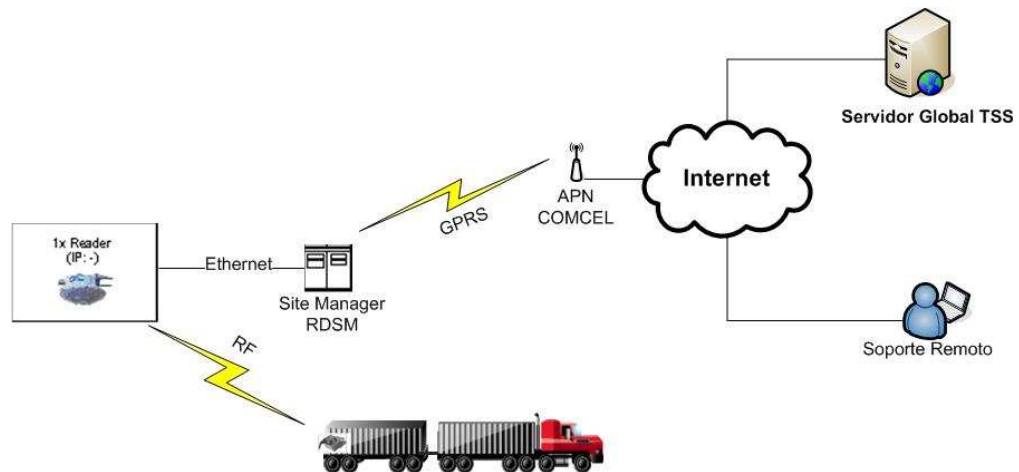 Servidor Global TSS
Internet
APN
COMCEL
GPRS
1x Reader
(IP: -)
Ethernet
Site Manager
RDSM
RF
Soporte Remoto